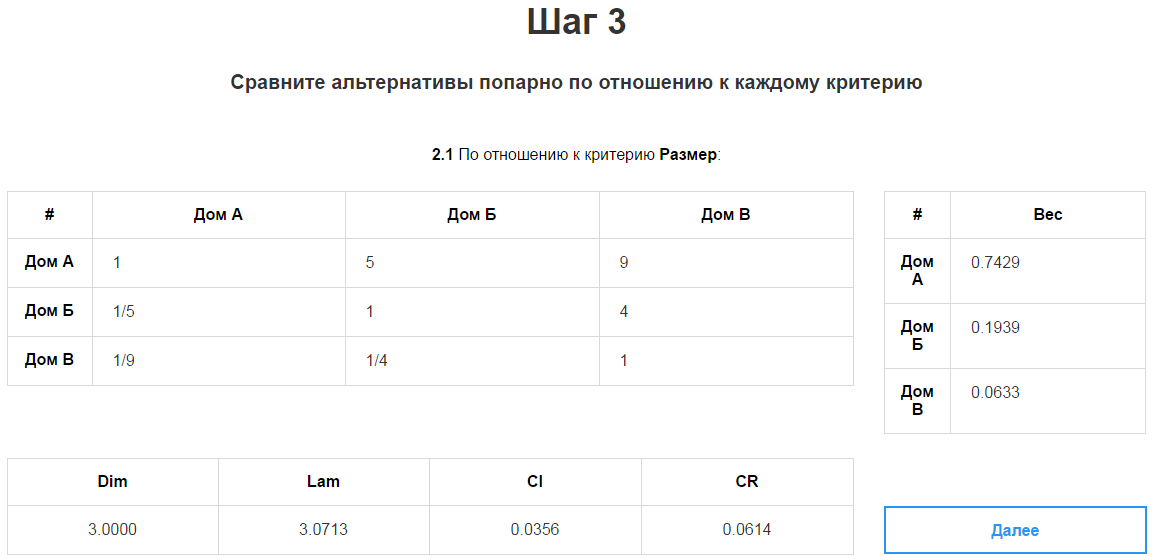 Шаг 3
Сравните альтернативы попарно по отношению к каждому критерию
2.1 По отношению к критерию Размер:
# Дом А Дом Б Дом В
Дом А 1 5 9
Дом Б 1/5 1 4
Дом В 1/9 1/4 1
# Вес
Дом
А 0.7429
Дом
Б 0.1939
Дом
В 0.0633
Dim Lam CI CR
3.0000 3.0713 0.0356 0.0614
Далее